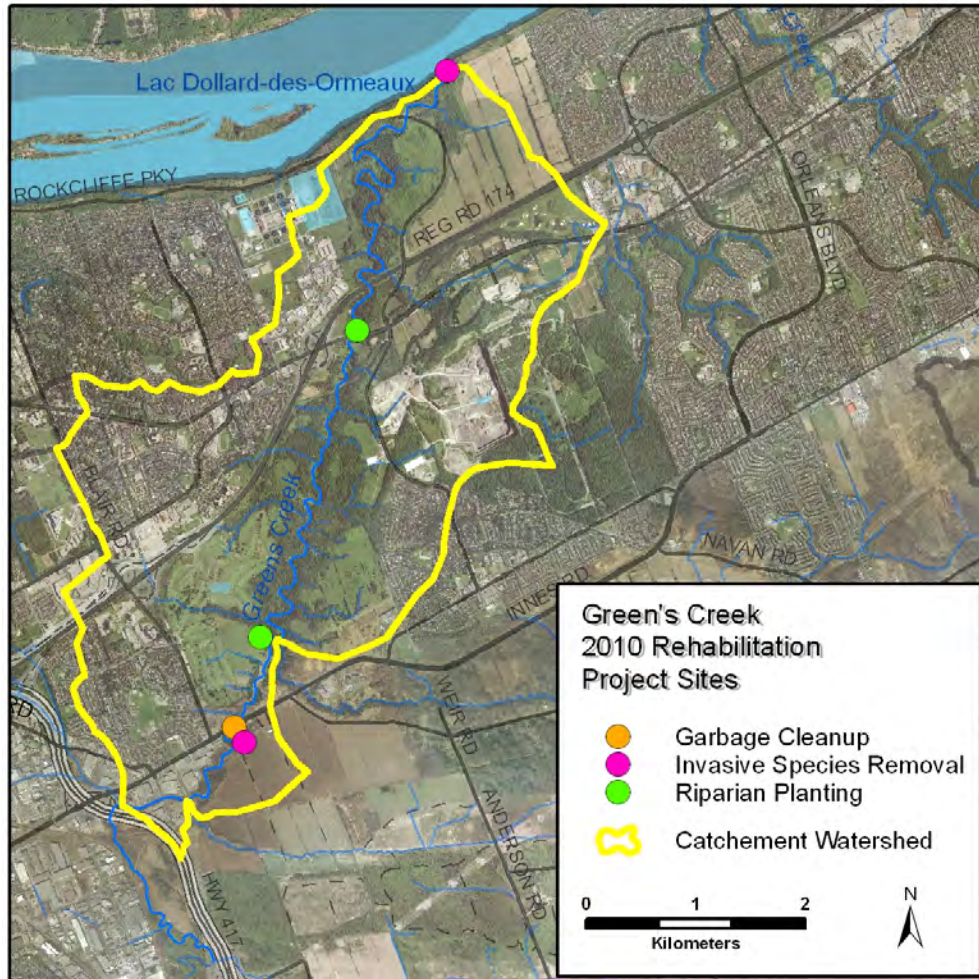 Creek
Lac Dollard-des-Ormeaux
ROCKCLIFFE PKY
REG RD 174
ORLEANS BLVD
BLAIR RD
Greens Creek
NAVAN RD
INNES RD
WEIR RD
RD
ANDERSON RD
HWY 417
Green's Creek
2010 Rehabilitation
Project Sites
Garbage Cleanup
Invasive Species Removal
Riparian Planting
Catchement Watershed
N
0 1 2
Kilometers